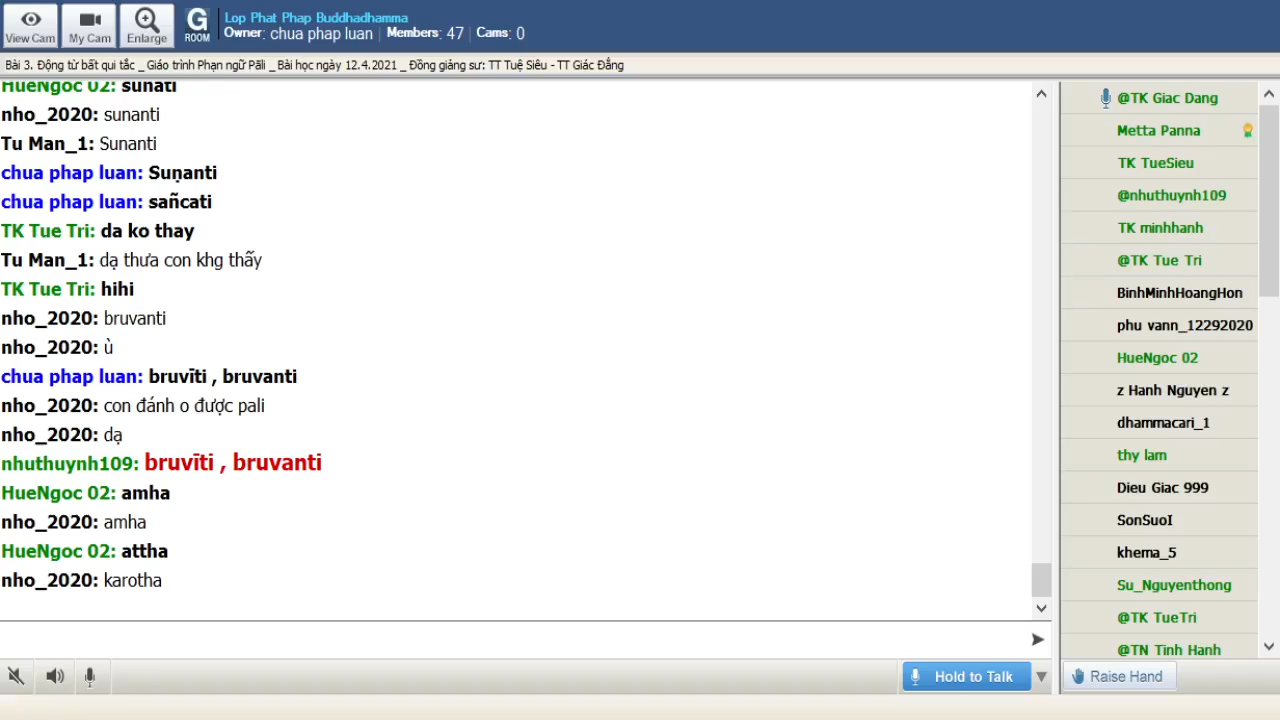 View Cam
My Cam
Enlarge
G
ROOM
Lop Phat Phap Buddhadhamma
Owner: chua phap luan | Members: 47 | Cams: 0
Bài 3. Động từ bất qui tắc _ Giáo trình Phạn ngữ Pāli _ Bài học ngày 12.4.2021 _ Đồng giảng sư: TT Tuệ Siêu - TT Giác Đẳng
HueNgoc 02: sunati
nho_2020: sunanti
Tu Man_1: Sunanti
chua phap luan: Suṇanti
chua phap luan: sañcati
TK Tue Tri: da ko thay
Tu Man_1: dạ thưa con khg thấy
TK Tue Tri: hihi
nho_2020: bruvanti
nho_2020: ù
chua phap luan: bruvīti , bruvanti
nho_2020: con đánh o được pali
nho_2020: dạ
nhuthuynh109: bruvīti , bruvanti
HueNgoc 02: amha
nho_2020: amha
HueNgoc 02: attha
nho_2020: karotha
@TK Giac Dang
Metta Panna
TK TueSieu
@nhuthuynh109
TK minhhanh
@TK Tue Tri
BinhMinhHoangHon
phu vann_12292020
HueNgoc 02
z Hanh Nguyen z
dhammacari_1
thy lam
Dieu Giac 999
SonSuoI
khema_5
Su_Nguyenthong
@TK TueTri
@TN Tinh Hanh
Hold to Talk
Raise Hand